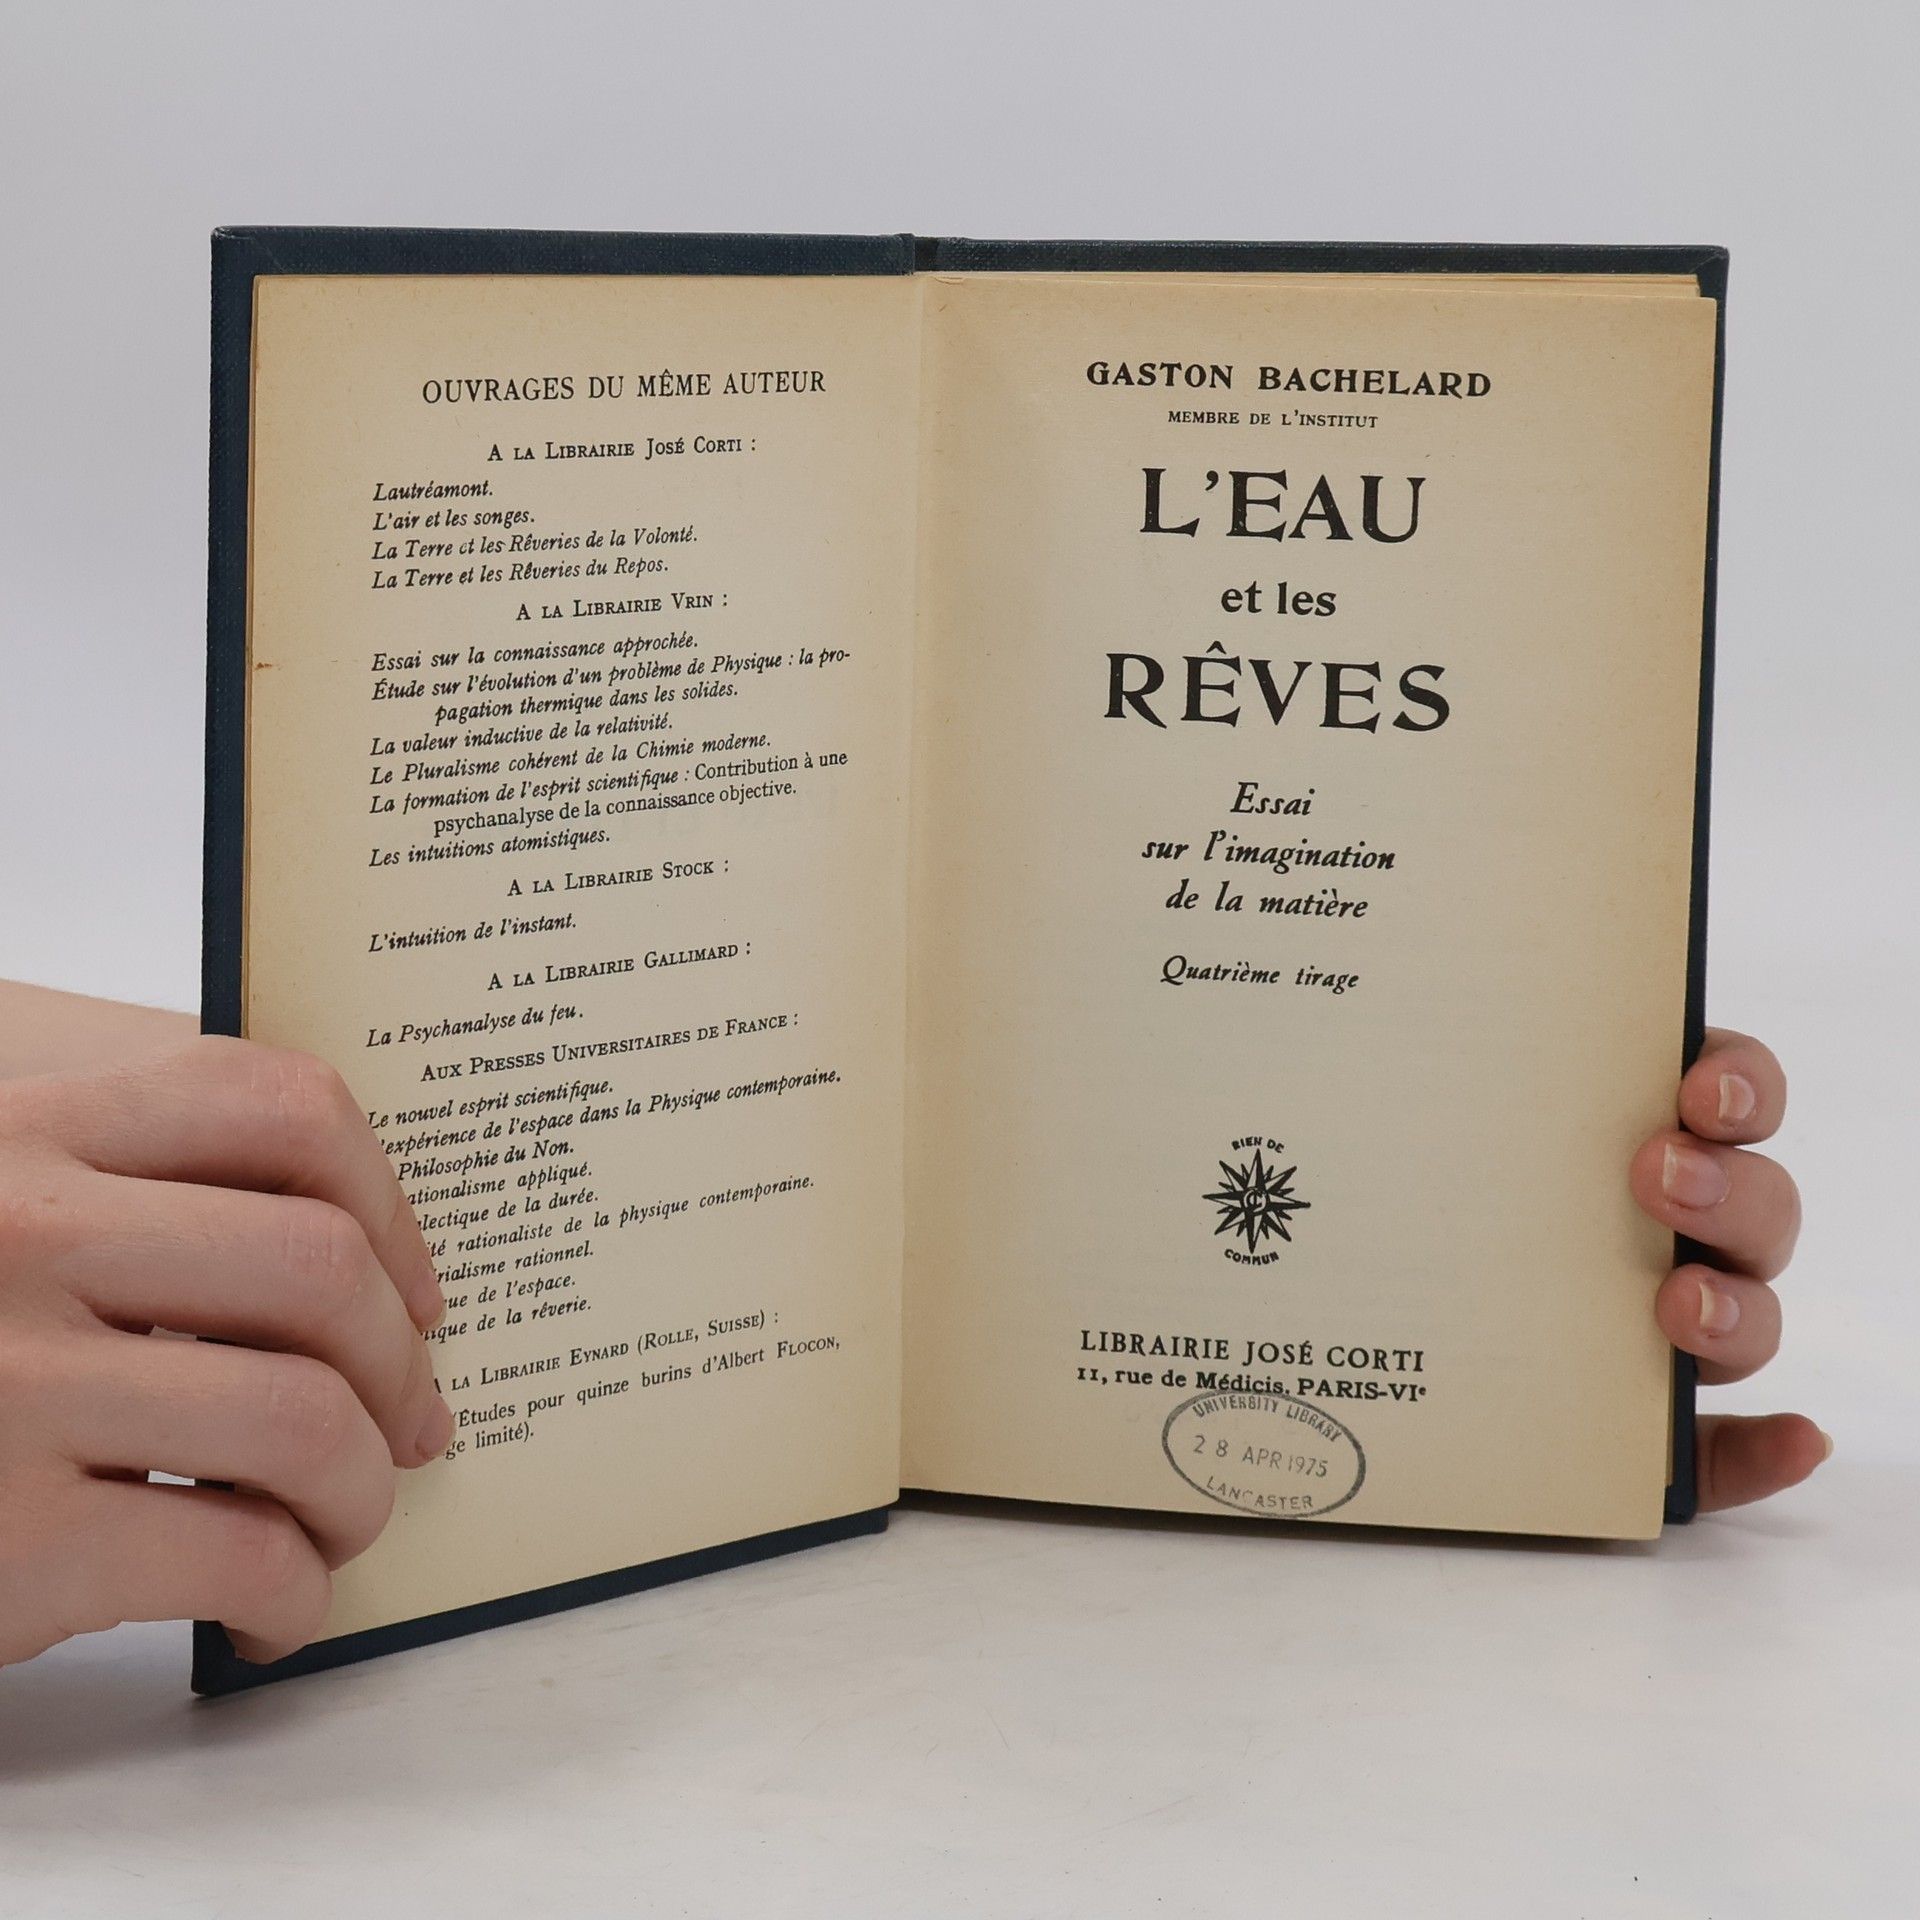 OUVRAGES DU MÊME AUTEUR
A LA LIBRAIRIE JOSÉ CORTI :
Lautréamont.
L'air et les songes.
La Terre et les Rêveries de la Volonté.
La Terre et les Rêveries du Repos.
A LA LIBRAIRIE VRIN :
Essai sur la connaissance approchée.
Étude sur l'évolution d'un problème de Physique : la pro-
pagation thermique dans les solides.
La valeur inductive de la relativité.
Le Pluralisme cohérent de la Chimie moderne.
La formation de l'esprit scientifique : Contribution à une
psychanalyse de la connaissance objective.
Les intuitions atomistiques.
A LA LIBRAIRIE STOCK :
L'intuition de l'instant.
A LA LIBRAIRIE GALLIMARD :
La Psychanalyse du feu.
AUX PRESSES UNIVERSITAIRES DE FRANCE :
Le nouvel esprit scientifique.
'expérience de l'espace dans la Physique contemporaine.
Philosophie du Non.
ationalisme appliqué.
lectique de la durée.
ité rationaliste de la physique contemporaine.
rialisme rationnel.
ue de l'espace.
ique de la rêverie.
A LA LIBRAIRIE EYNARD (ROLLE, SUISSE) :
(Études pour quinze burins d'Albert FLOCON,
ge limité).
GASTON BACHELARD
MEMBRE DE L'INSTITUT
L'EAU
et les
RÊVES
Essai
sur l'imagination
de la matière
Quatrième tirage
RIEN DE
COMMUN
LIBRAIRIE JOSÉ CORTI
11, rue de Médicis, PARIS-VIe
UNIVERSITY LIBRARY
28 APR 1975
LANCASTER